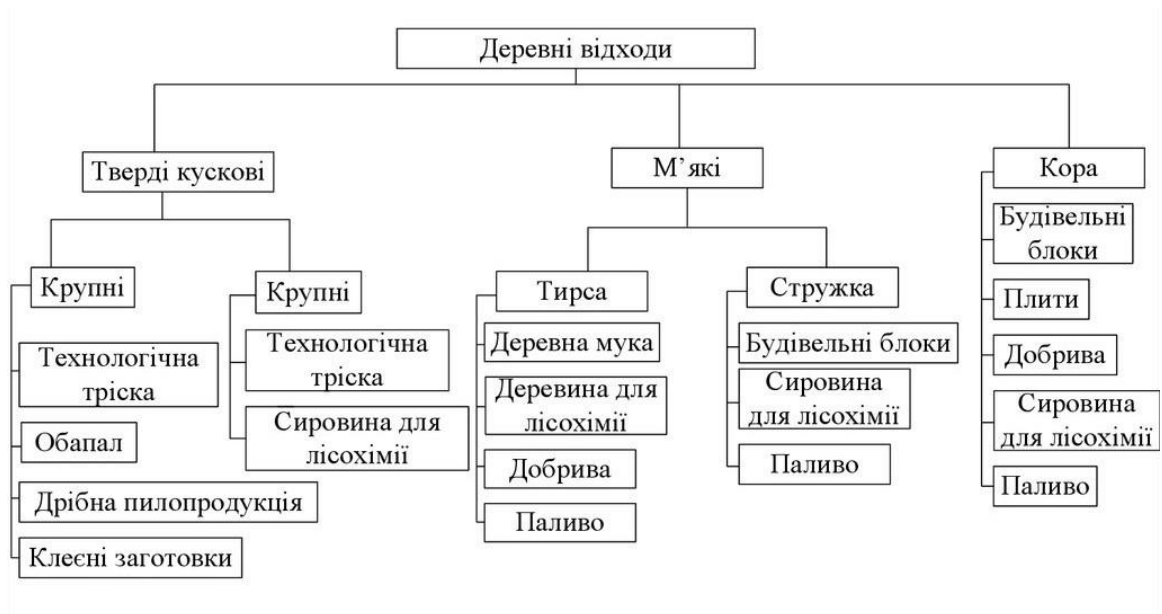 Деревні відходи
Тверді кускові
М’які
Кора
Крупні
Технологічна
тріска
Обапал
Дрібна пилопродукція
Клеєні заготовки
Крупні
Технологічна
тріска
Сировина для
лісохімії
Тирса
Деревна мука
Деревина для
лісохімії
Добрива
Паливо
Стружка
Будівельні блоки
Сировина
для лісохімії
Паливо
Будівельні
блоки
Плити
Добрива
Сировина
для лісохімії
Паливо